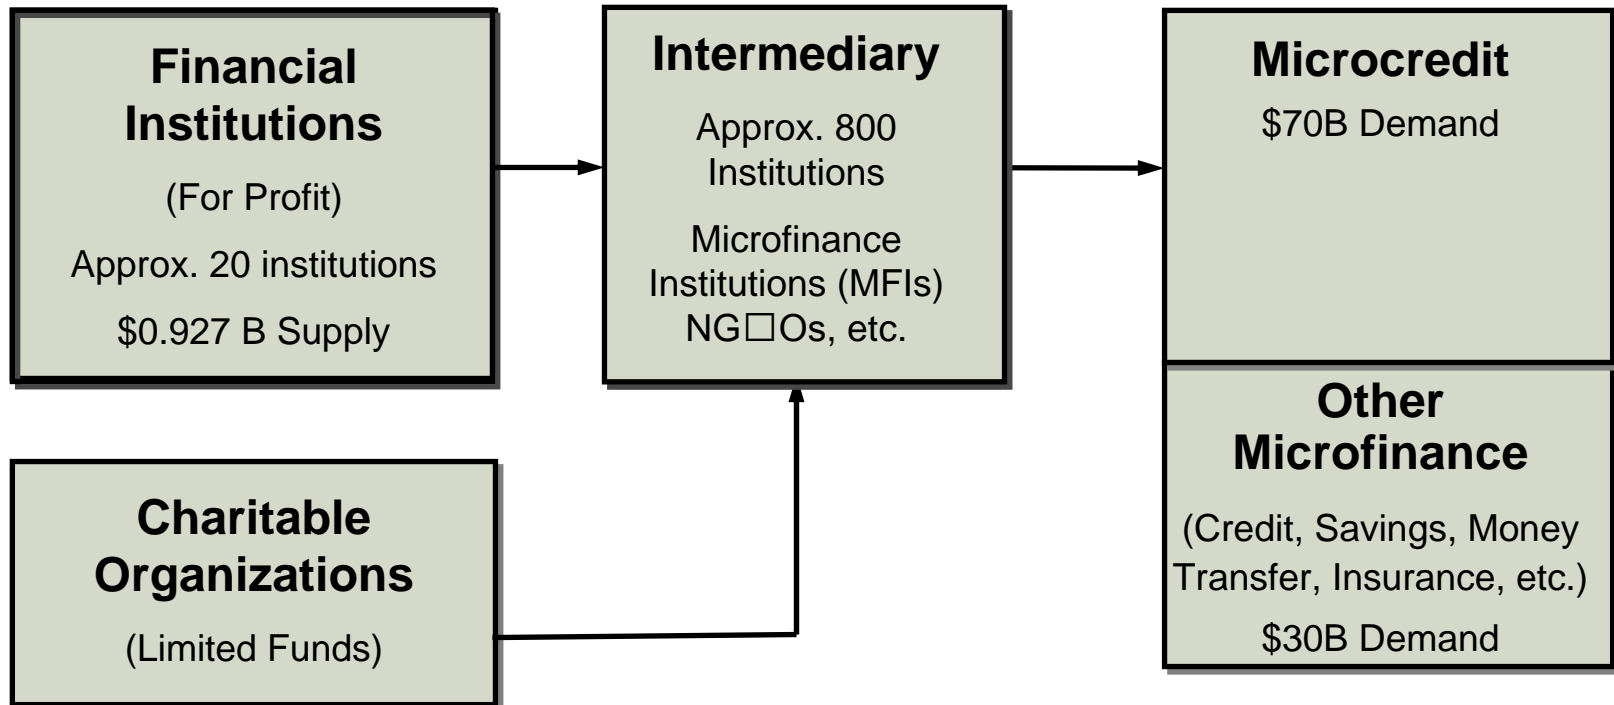 Financial
Institutions
(For Profit)
Approx. 20 institutions
$0.927 B Supply
Charitable
Organizations
(Limited Funds)
Intermediary
Approx. 800
Institutions
Microfinance
Institutions (MFIs)
NG□Os, etc.
Microcredit
$70B Demand
Other
Microfinance
(Credit, Savings, Money
Transfer, Insurance, etc.)
$30B Demand